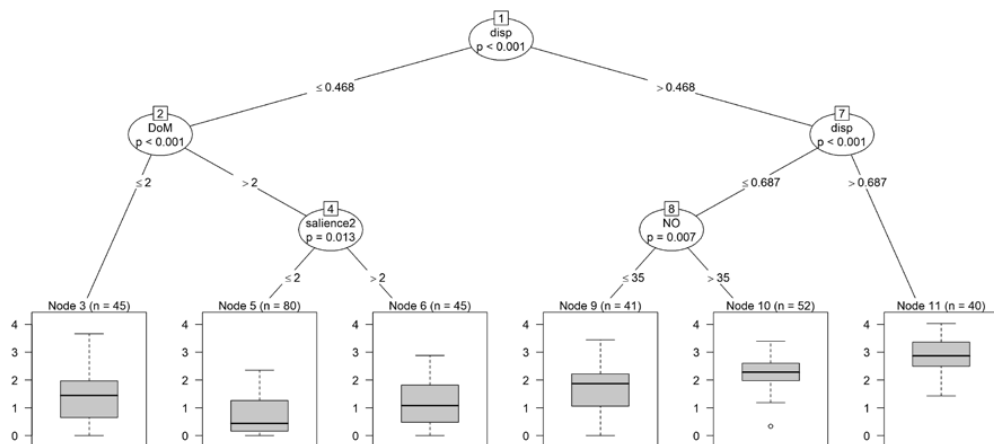 1
disp
p < 0.001
≤ 0.468
> 0.468
2
DoM
p < 0.001
7
disp
p < 0.001
≤ 2
> 2
≤ 0.687
> 0.687
4
salience2
p = 0.013
8
NO
p = 0.007
≤ 2
> 2
≤ 35
> 35
Node 3 (n = 45)
4
3
2
1
0
Node 5 (n = 80)
4
3
2
1
0
Node 6 (n = 45)
4
3
2
1
0
Node 9 (n = 41)
4
3
2
1
0
Node 10 (n = 52)
4
3
2
1
0
Node 11 (n = 40)
4
3
2
1
0